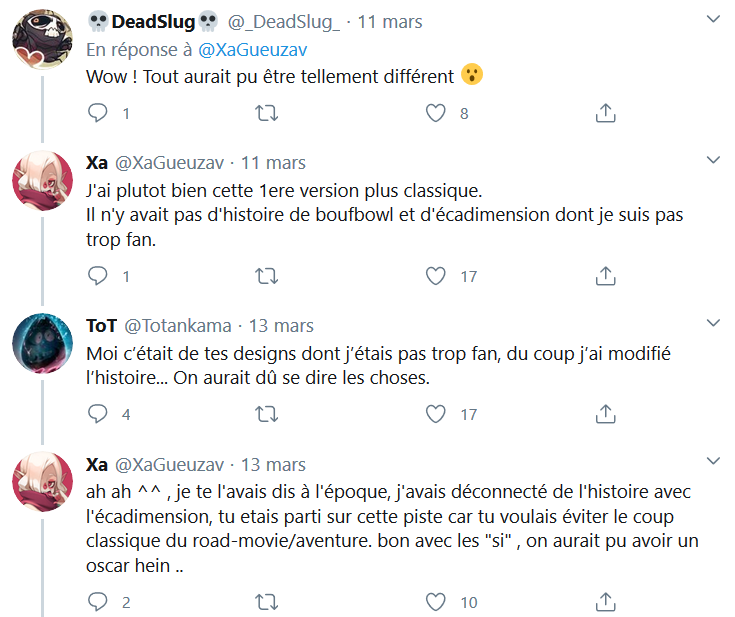 💀DeadSlug💀 @_DeadSlug_ · 11 mars
En réponse à @XaGueuzav
Wow ! Tout aurait pu être tellement différent 😮
1 8
Xa @XaGueuzav · 11 mars
J'ai plutot bien cette 1ere version plus classique.
Il n'y avait pas d'histoire de boufbowl et d'écadimension dont je suis pas
trop fan.
1 17
ToT @Totankama · 13 mars
Moi c’était de tes designs dont j’étais pas trop fan, du coup j’ai modifié
l’histoire... On aurait dû se dire les choses.
4 17
Xa @XaGueuzav · 13 mars
ah ah ^^ , je te l'avais dis à l'époque, j'avais déconnecté de l'histoire avec
l'écadimension, tu etais parti sur cette piste car tu voulais éviter le coup
classique du road-movie/aventure. bon avec les "si" , on aurait pu avoir un
oscar hein ..
2 10